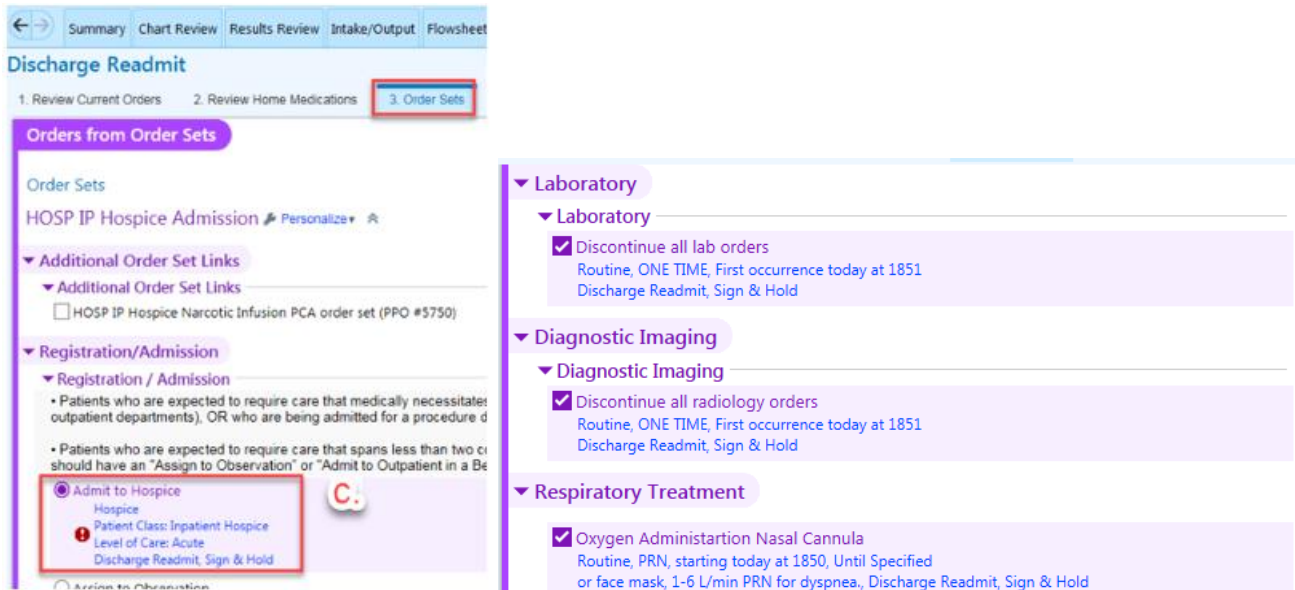 Summary Chart Review Results Review Intake/Output Flowsheet
Discharge Readmit
1. Review Current Orders 2. Review Home Medications 3. Order Sets
Orders from Order Sets
Order Sets
HOSP IP Hospice Admission Personalize
Additional Order Set Links
Additional Order Set Links
HOSP IP Hospice Narcotic Infusion PCA order set (PPO #5750)
Registration/Admission
Registration / Admission
• Patients who are expected to require care that medically necessitates
outpatient departments), OR who are being admitted for a procedure d
• Patients who are expected to require care that spans less than two
should have an "Assign to Observation" or "Admit to Outpatient in a Be
Admit to Hospice
Hospice
Patient Class: Inpatient Hospice
Level of Care: Acute
Discharge Readmit, Sign & Hold
C.
Assign to Observation
Laboratory
Laboratory
Discontinue all lab orders
Routine, ONE TIME, First occurrence today at 1851
Discharge Readmit, Sign & Hold
Diagnostic Imaging
Diagnostic Imaging
Discontinue all radiology orders
Routine, ONE TIME, First occurrence today at 1851
Discharge Readmit, Sign & Hold
Respiratory Treatment
Oxygen Administartion Nasal Cannula
Routine, PRN, starting today at 1850, Until Specified
or face mask, 1-6 L/min PRN for dyspnea., Discharge Readmit, Sign & Hold